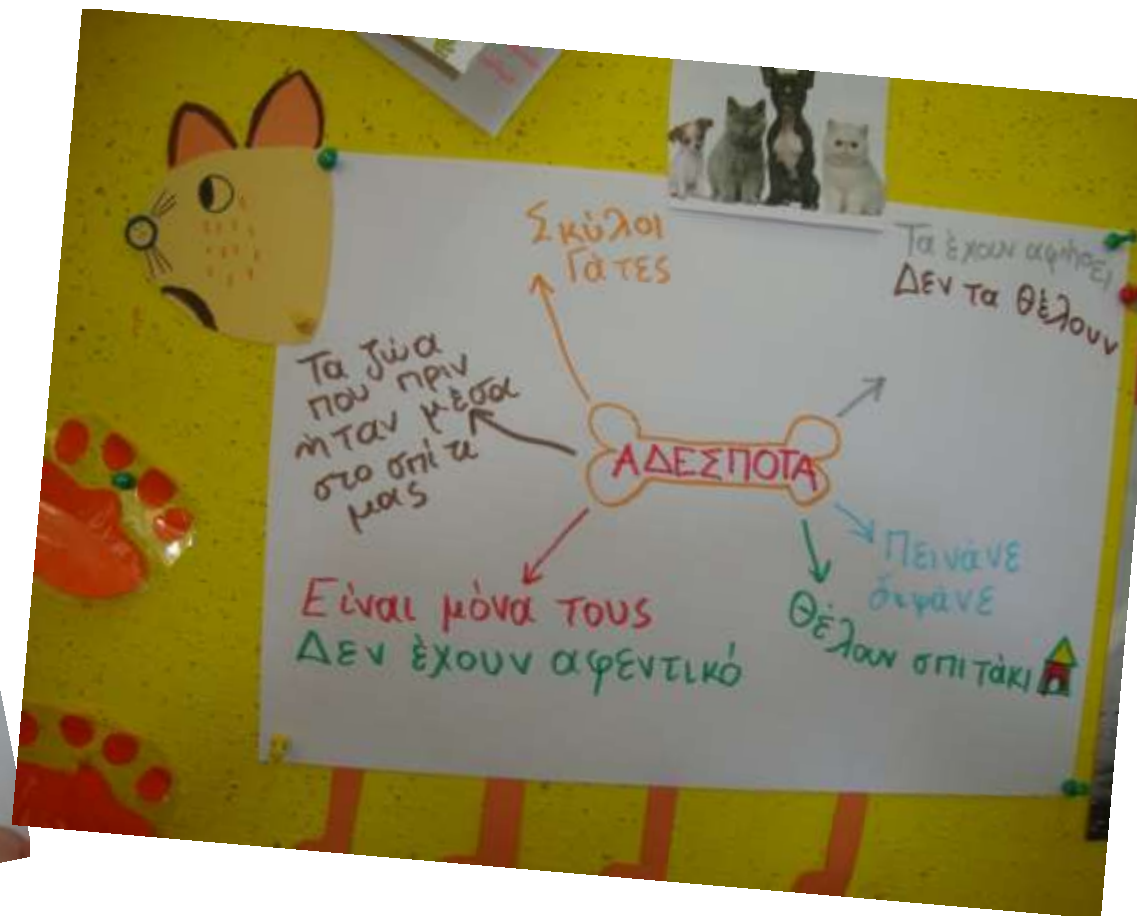 Σκύλοι
Γάτες
Τα έχουν αφήσει
Δεν τα θέλουν
Τα ζώα
που πριν
ήταν μέσα
στο σπίτι
μας
ΑΔΕΣΠΟΤΑ
Πεινάνε
διψάνε
Θέλουν σπιτάκι
Είναι μόνα τους
Δεν έχουν αφεντικό